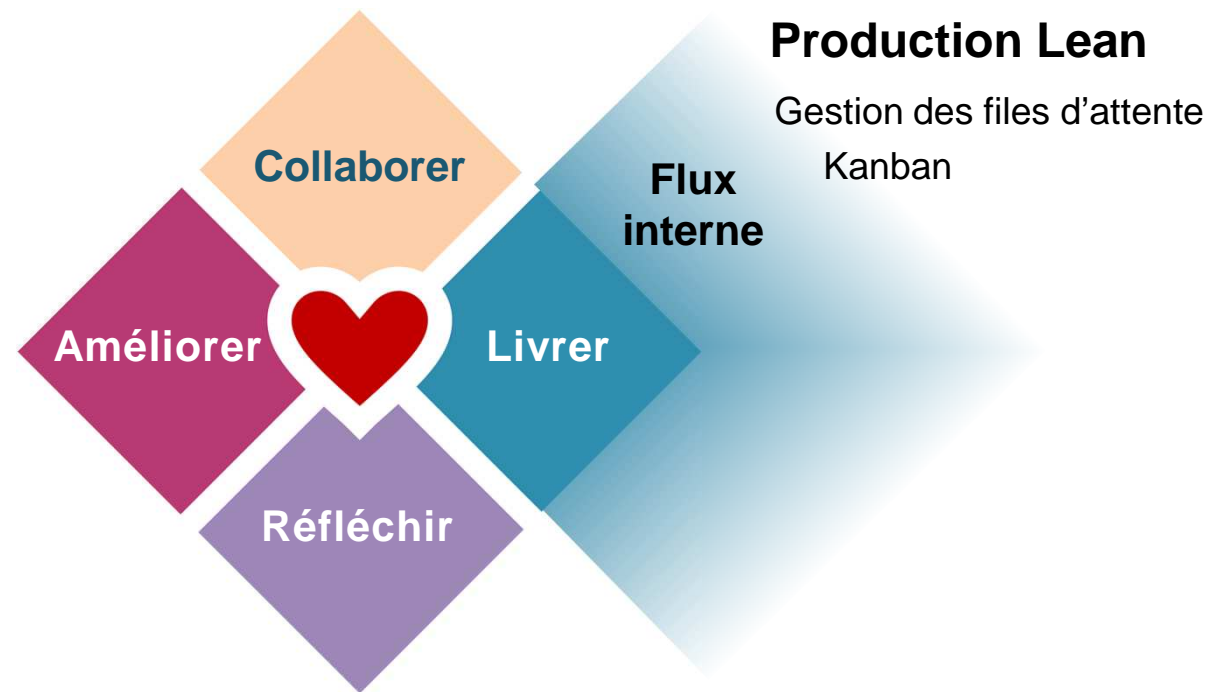 Production Lean
Gestion des files d’attente
Kanban
Collaborer
Flux
interne
Améliorer
Livrer
Réfléchir